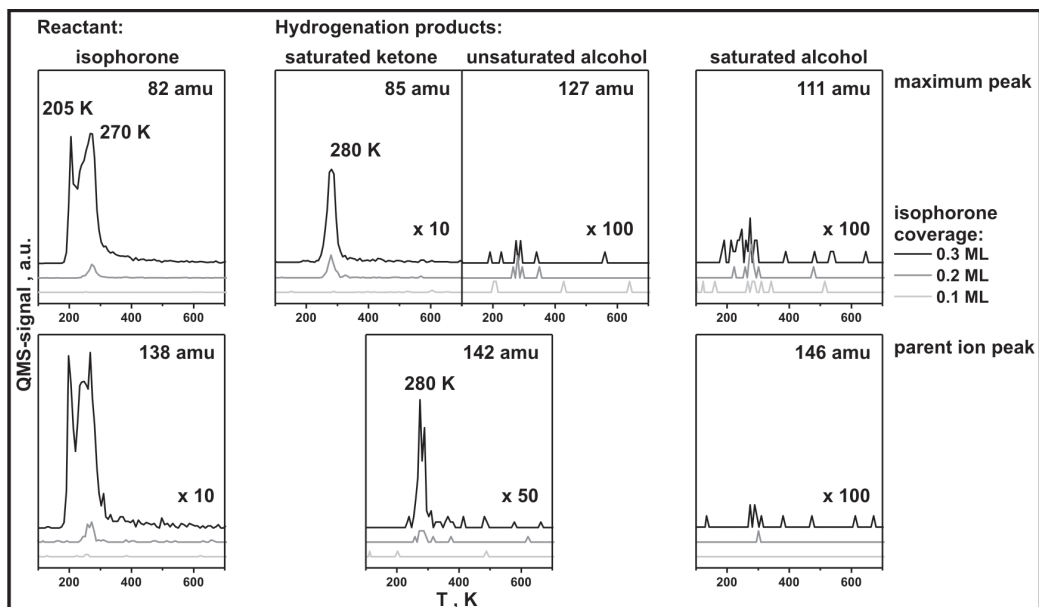 Reactant:
Hydrogenation products:
isophorone
saturated ketone
unsaturated alcohol
saturated alcohol
82 amu
85 amu
127 amu
111 amu
maximum peak
205 K
270 K
280 K
x 10
x 100
x 100
isophorone
coverage:
0.3 ML
0.2 ML
0.1 ML
200 400 600
200 400 600
200 400 600
200 400 600
QMS-signal , a.u.
138 amu
142 amu
146 amu
parent ion peak
280 K
x 10
x 50
x 100
200 400 600
200 400 600
200 400 600
T , K